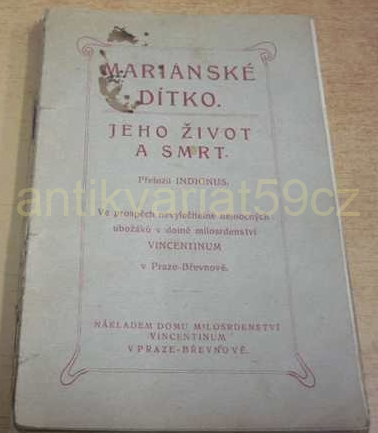 MARIANSKÉ
DÍTKO.
JEHO ŽIVOT
A SMRT.
Přeložil INDIGNUS.
antikvariat59cz
Ve prospěch nevyléčitelně nemocných
ubožáků v domě milosrdenství
VINCENTINUM
v Praze-Břevnově.
NÁKLADEM DOMU MILOSRDENSTVÍ
VINCENTINUM
V PRAZE-BŘEVNOVĚ.